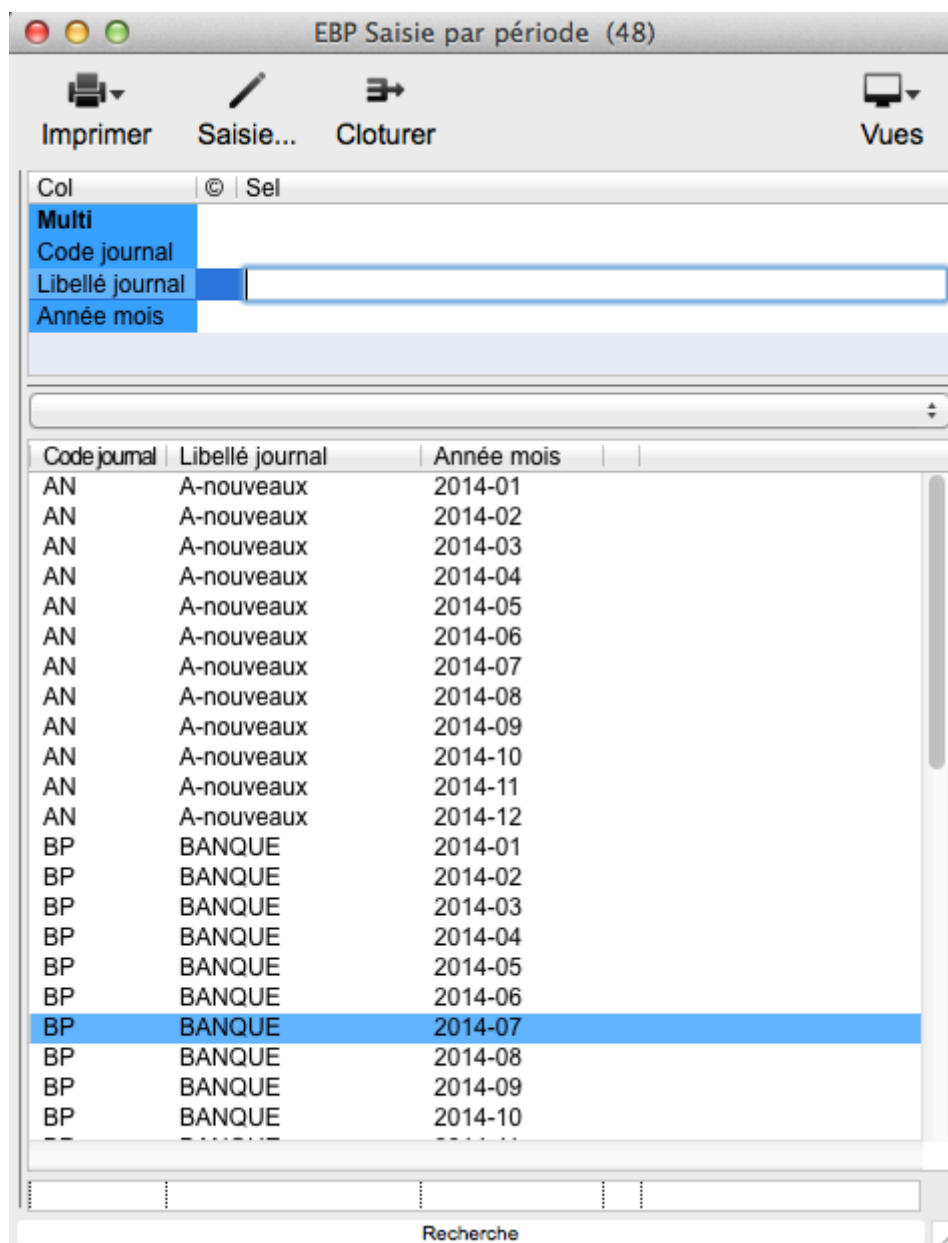 EBP Saisie par période (48)
Imprimer Saisie... Cloturer Vues
Col © Sel
Multi
Code journal
Libellé journal
Année mois
Code journal Libellé journal Année mois
AN A-nouveaux 2014-01
AN A-nouveaux 2014-02
AN A-nouveaux 2014-03
AN A-nouveaux 2014-04
AN A-nouveaux 2014-05
AN A-nouveaux 2014-06
AN A-nouveaux 2014-07
AN A-nouveaux 2014-08
AN A-nouveaux 2014-09
AN A-nouveaux 2014-10
AN A-nouveaux 2014-11
AN A-nouveaux 2014-12
BP BANQUE 2014-01
BP BANQUE 2014-02
BP BANQUE 2014-03
BP BANQUE 2014-04
BP BANQUE 2014-05
BP BANQUE 2014-06
BP BANQUE 2014-07
BP BANQUE 2014-08
BP BANQUE 2014-09
BP BANQUE 2014-10
Recherche